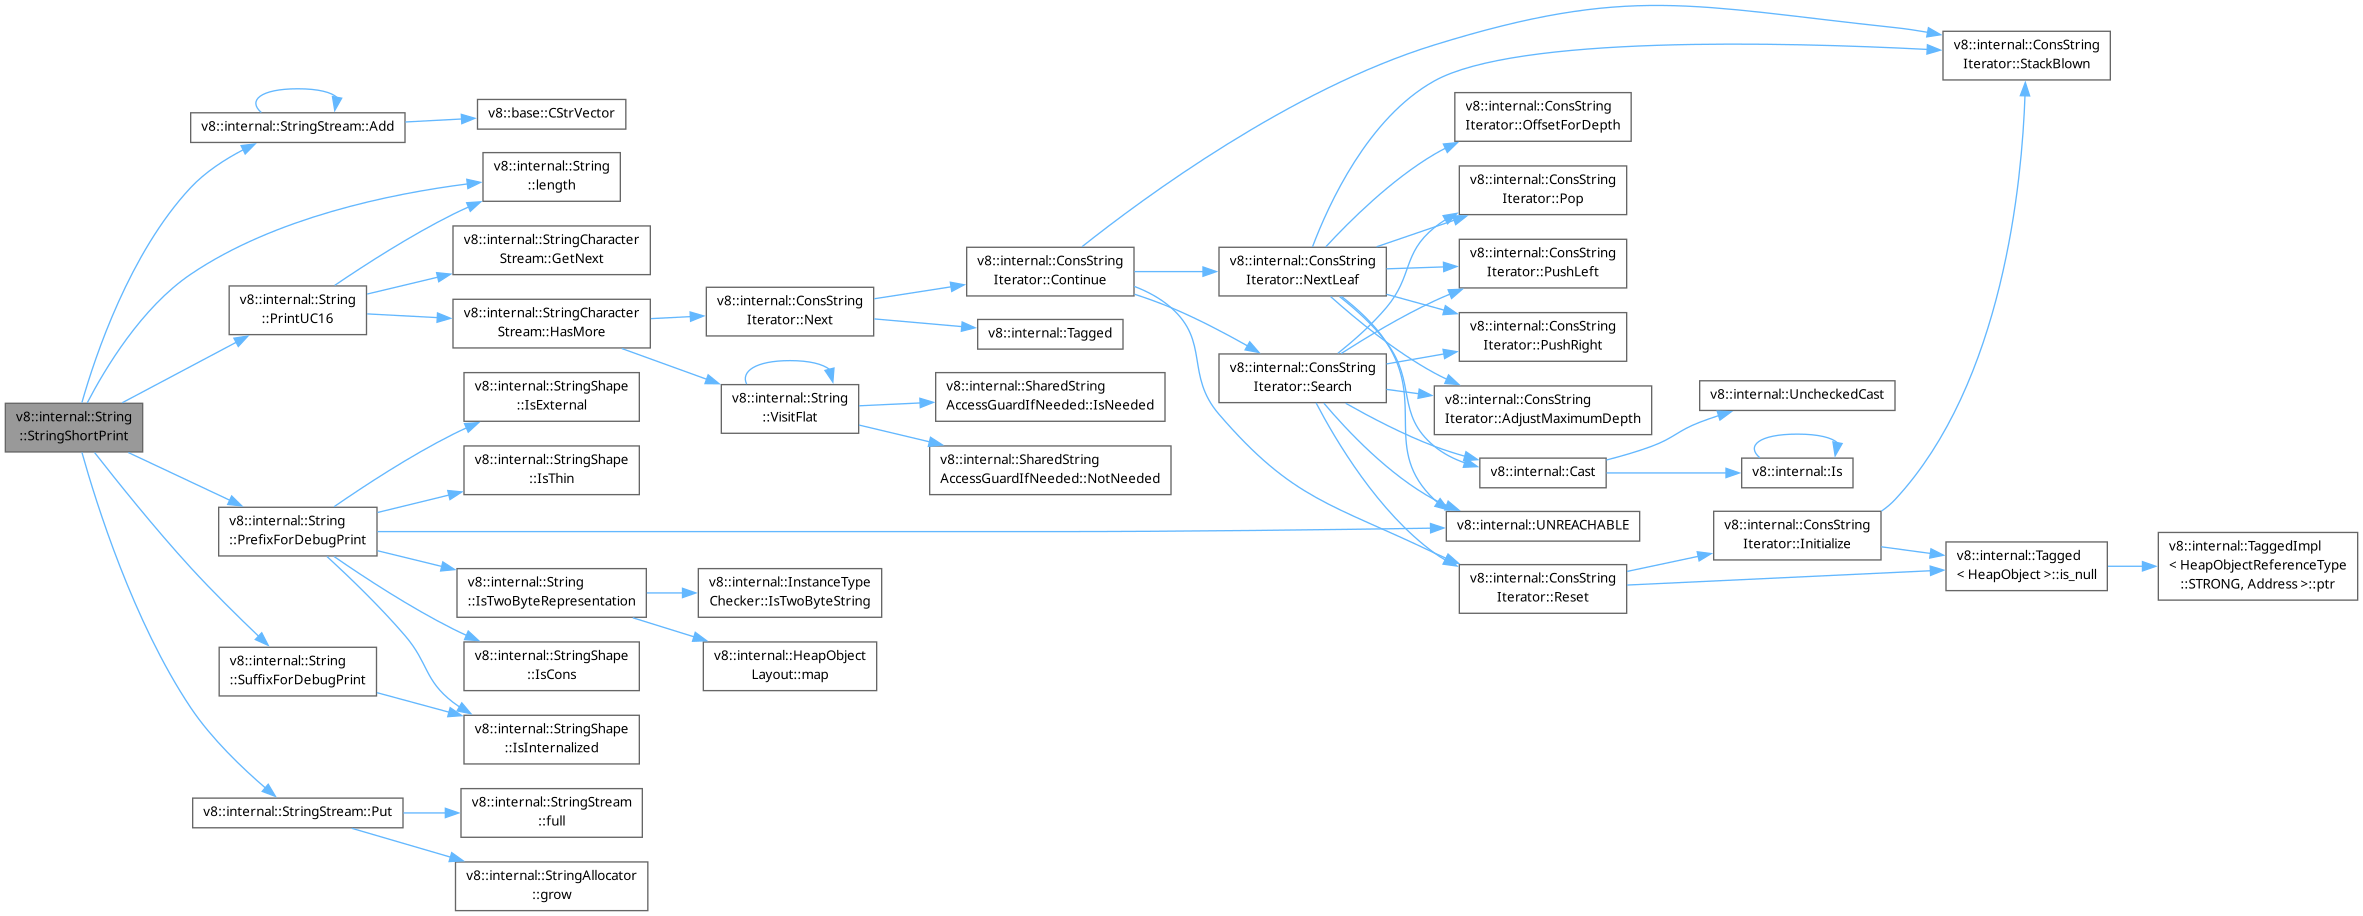 v8::internal::String
::StringShortPrint
v8::internal::StringStream::Add
v8::base::CStrVector
v8::internal::String
::length
v8::internal::String
::PrintUC16
v8::internal::StringCharacter
Stream::GetNext
v8::internal::StringCharacter
Stream::HasMore
v8::internal::ConsString
Iterator::Next
v8::internal::ConsString
Iterator::Continue
v8::internal::ConsString
Iterator::StackBlown
v8::internal::ConsString
Iterator::NextLeaf
v8::internal::ConsString
Iterator::OffsetForDepth
v8::internal::ConsString
Iterator::Pop
v8::internal::ConsString
Iterator::PushLeft
v8::internal::ConsString
Iterator::PushRight
v8::internal::ConsString
Iterator::AdjustMaximumDepth
v8::internal::Cast
v8::internal::UncheckedCast
v8::internal::Is
v8::internal::UNREACHABLE
v8::internal::ConsString
Iterator::Search
v8::internal::ConsString
Iterator::Reset
v8::internal::ConsString
Iterator::Initialize
v8::internal::Tagged
< HeapObject >::is_null
v8::internal::TaggedImpl
< HeapObjectReferenceType
::STRONG, Address >::ptr
v8::internal::Tagged
v8::internal::String
::VisitFlat
v8::internal::SharedString
AccessGuardIfNeeded::IsNeeded
v8::internal::SharedString
AccessGuardIfNeeded::NotNeeded
v8::internal::String
::PrefixForDebugPrint
v8::internal::StringShape
::IsExternal
v8::internal::StringShape
::IsThin
v8::internal::String
::IsTwoByteRepresentation
v8::internal::InstanceType
Checker::IsTwoByteString
v8::internal::HeapObject
Layout::map
v8::internal::StringShape
::IsCons
v8::internal::StringShape
::IsInternalized
v8::internal::String
::SuffixForDebugPrint
v8::internal::StringStream::Put
v8::internal::StringStream
::full
v8::internal::StringAllocator
::grow